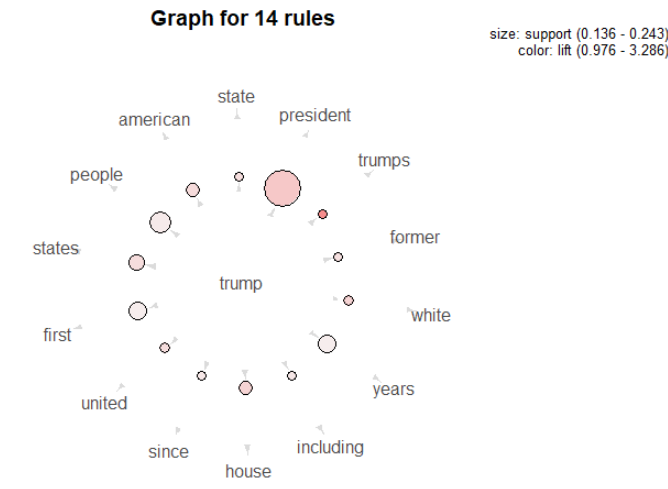 Graph for 14 rules
size: support (0.136 - 0.243)
color: lift (0.976 - 3.286)
state
president
american
trumps
people
former
states
trump
white
first
years
united
including
since
house